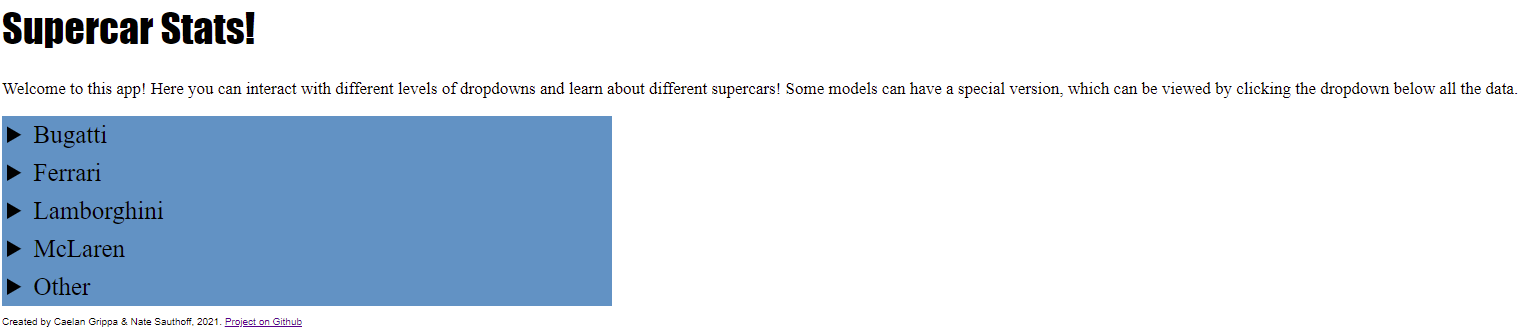 Supercar Stats!
Welcome to this app! Here you can interact with different levels of dropdowns and learn about different supercars! Some models can have a special version, which can be viewed by clicking the dropdown below all the data.
Bugatti
Ferrari
Lamborghini
McLaren
Other
Created by Caelan Grippa & Nate Sauthoff, 2021. Project on Github